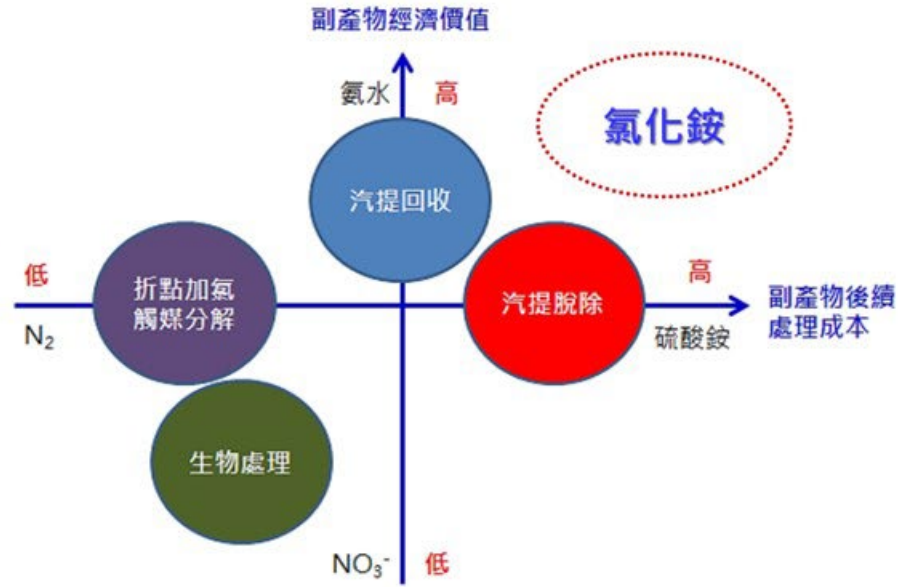 副產物經濟價值
氨水
高
氯化銨
汽提回收
低
折點加氯
觸媒分解
汽提脫除
高
副產物後續
處理成本
N₂
硫酸銨
生物處理
NO₃⁻
低